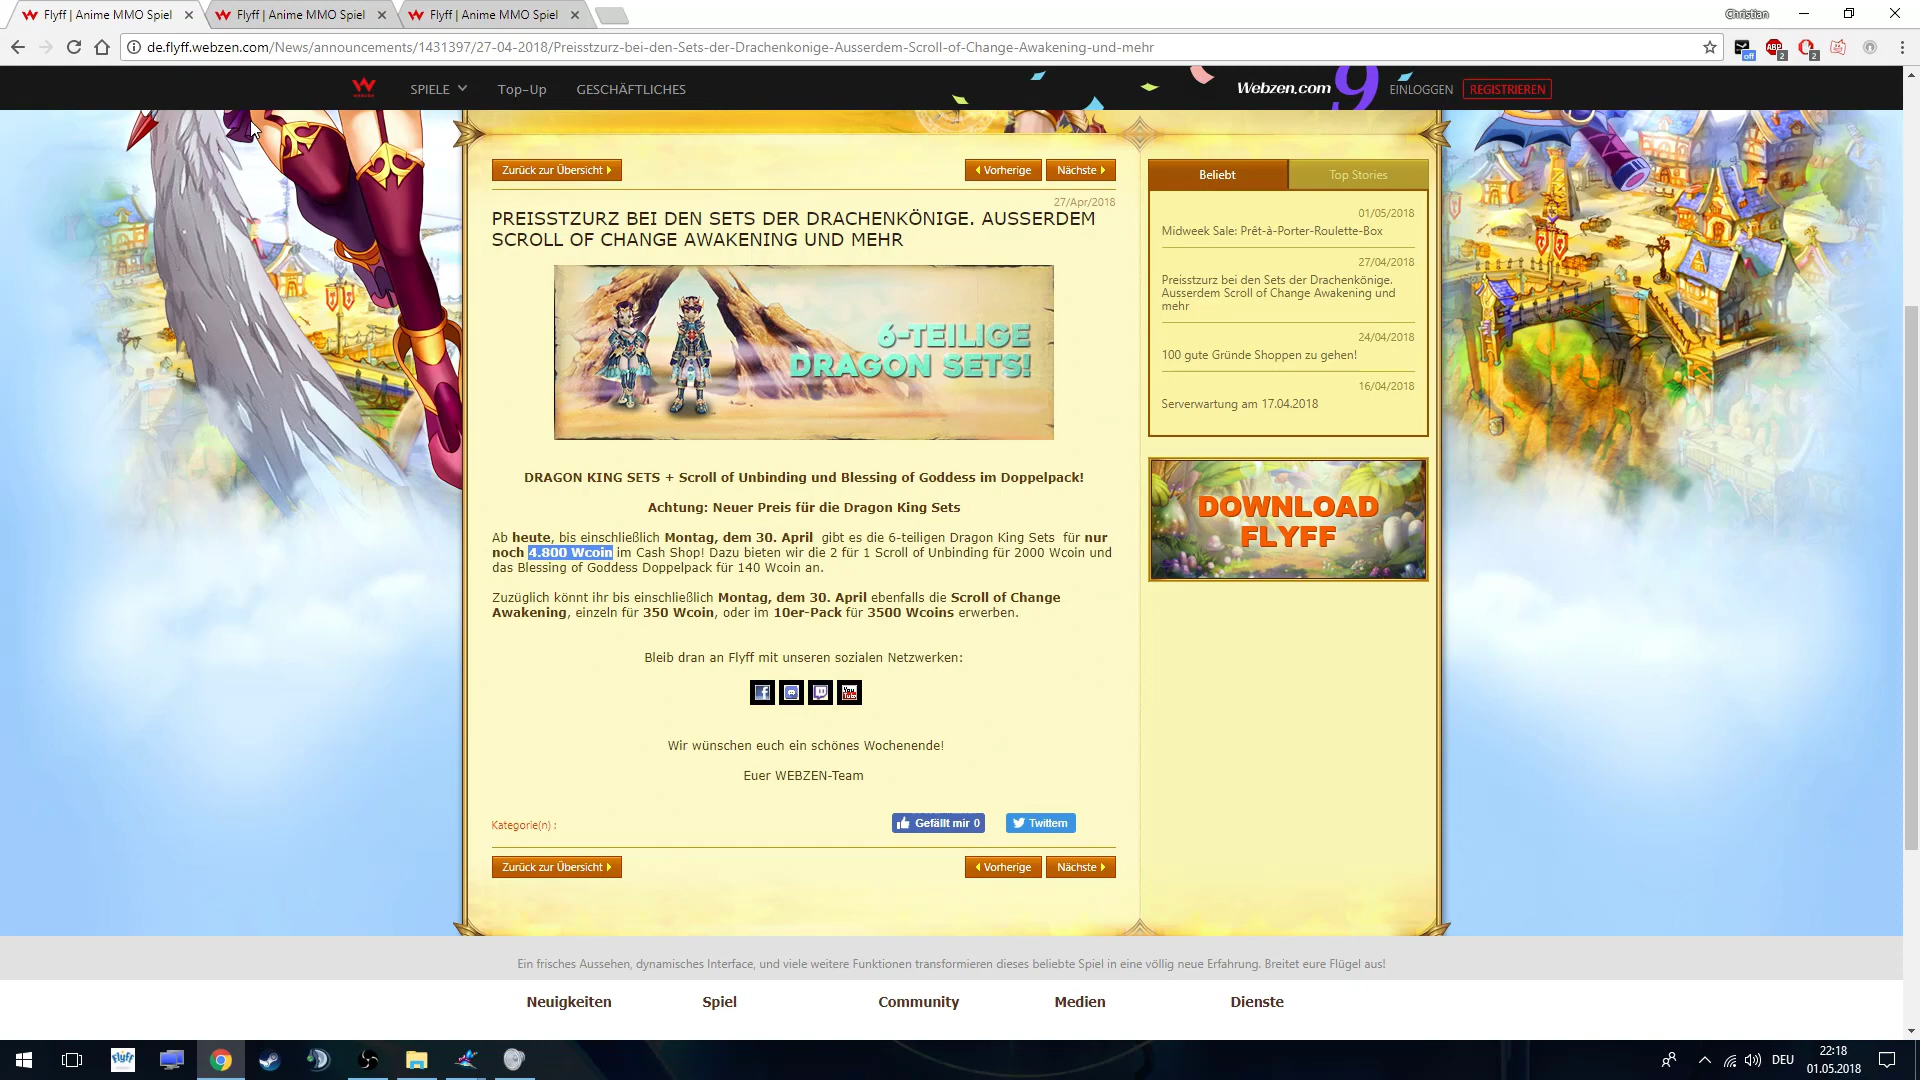 Flyff | Anime MMO Spiel
Flyff | Anime MMO Spiel
Flyff | Anime MMO Spiel
Christian
de.flyff.webzen.com/News/announcements/1431397/27-04-2018/Preisstzurz-bei-den-Sets-der-Drachenkonige-Ausserdem-Scroll-of-Change-Awakening-und-mehr
ABP
off
2
2
SPIELE
Top-Up
GESCHÄFTLICHES
Webzen.com 9
EINLOGGEN
REGISTRIEREN
Zurück zur Übersicht
Vorherige
Nächste
27/Apr/2018
PREISSTZURZ BEI DEN SETS DER DRACHENKÖNIGE. AUSSERDEM
SCROLL OF CHANGE AWAKENING UND MEHR
6-TEILIGE
DRAGON SETS!
DRAGON KING SETS + Scroll of Unbinding und Blessing of Goddess im Doppelpack!
Achtung: Neuer Preis für die Dragon King Sets
Ab heute, bis einschließlich Montag, dem 30. April gibt es die 6-teiligen Dragon King Sets für nur
noch 4.800 Wcoin im Cash Shop! Dazu bieten wir die 2 für 1 Scroll of Unbinding für 2000 Wcoin und
das Blessing of Goddess Doppelpack für 140 Wcoin an.
Zuzüglich könnt ihr bis einschließlich Montag, dem 30. April ebenfalls die Scroll of Change
Awakening, einzeln für 350 Wcoin, oder im 10er-Pack für 3500 Wcoins erwerben.
Bleib dran an Flyff mit unseren sozialen Netzwerken:
You
Tube
Wir wünschen euch ein schönes Wochenende!
Euer WEBZEN-Team
Kategorie(n) :
Gefällt mir 0
Twittern
Zurück zur Übersicht
Vorherige
Nächste
Beliebt
Top Stories
01/05/2018
Midweek Sale: Prêt-à-Porter-Roulette-Box
27/04/2018
Preisstzurz bei den Sets der Drachenkönige.
Ausserdem Scroll of Change Awakening und
mehr
24/04/2018
100 gute Gründe Shoppen zu gehen!
16/04/2018
Serverwartung am 17.04.2018
DOWNLOAD
FLYFF
Ein frisches Aussehen, dynamisches Interface, und viele weitere Funktionen transformieren dieses beliebte Spiel in eine völlig neue Erfahrung. Breitet eure Flügel aus!
Neuigkeiten
Spiel
Community
Medien
Dienste
Flyff
DEU
22:18
01.05.2018